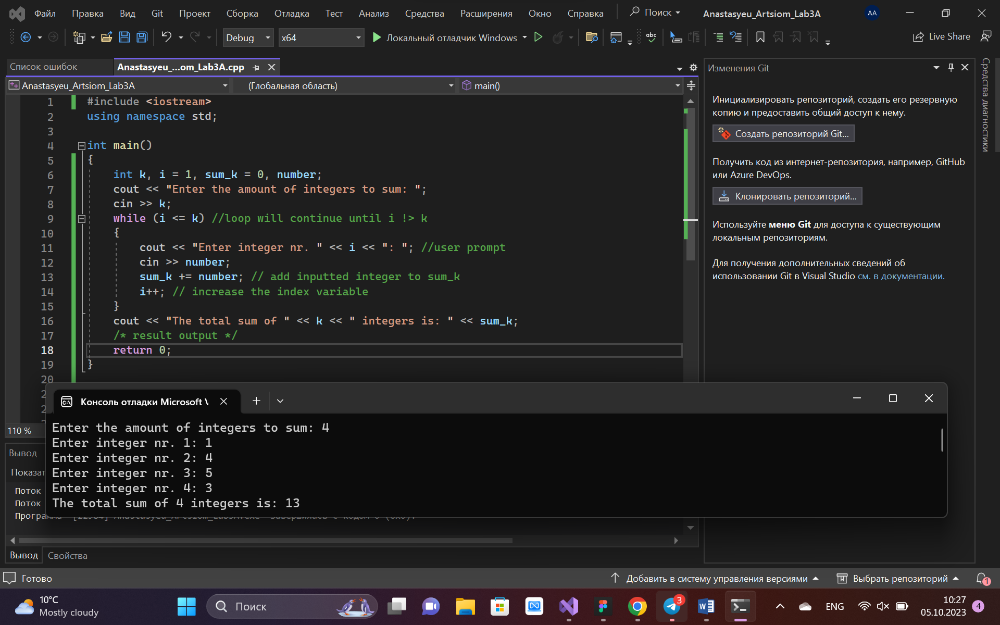 Файл Правка Вид Git Проект Сборка Отладка Тест Анализ Средства Расширения Окно Справка Поиск Anastasyeu_Artsiom_Lab3A AA
Debug x64 Локальный отладчик Windows abc Live Share
Список ошибок Anastasyeu_...om_Lab3A.cpp
Anastasyeu_Artsiom_Lab3A (Глобальная область) main()
1 #include <iostream>
2 using namespace std;
3
4 int main()
5 {
6 int k, i = 1, sum_k = 0, number;
7 cout << "Enter the amount of integers to sum: ";
8 cin >> k;
9 while (i <= k) //loop will continue until i !> k
10 {
11 cout << "Enter integer nr. " << i << ": "; //user prompt
12 cin >> number;
13 sum_k += number; // add inputted integer to sum_k
14 i++; // increase the index variable
15 }
16 cout << "The total sum of " << k << " integers is: " << sum_k;
17 /* result output */
18 return 0;
19 }
20
110 %
Изменения Git
Инициализировать репозиторий, создать его резервную
копию и предоставить общий доступ к нему.
Создать репозиторий Git...
Получить код из интернет-репозитория, например, GitHub
или Azure DevOps.
Клонировать репозиторий...
Используйте меню Git для доступа к существующим
локальным репозиториям.
Для получения дополнительных сведений об
использовании Git в Visual Studio см. в документации.
Средства диагностики
Консоль отладки Microsoft V
Enter the amount of integers to sum: 4
Enter integer nr. 1: 1
Enter integer nr. 2: 4
Enter integer nr. 3: 5
Enter integer nr. 4: 3
The total sum of 4 integers is: 13
Вывод
Показат
Поток
Поток
Программа
Вывод Свойства
Готово Добавить в систему управления версиями Выбрать репозиторий 1
10°C
Mostly cloudy
Поиск
3
ENG
10:27
05.10.2023
4